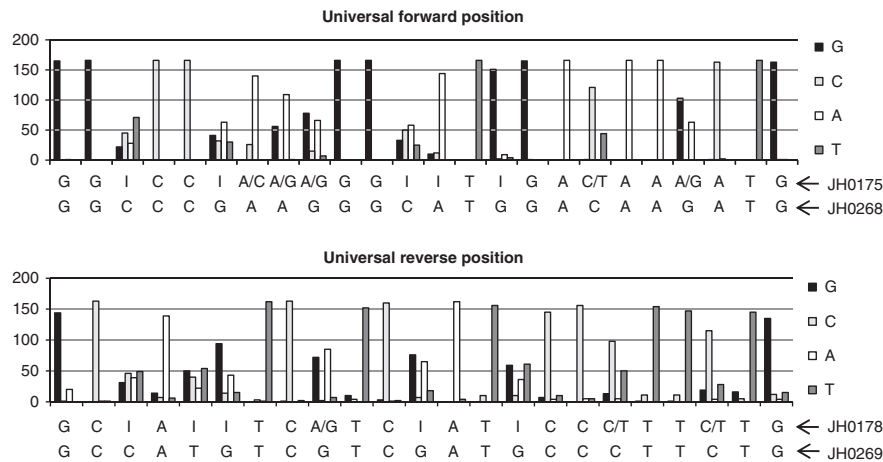 Universal forward position
200
150
100
50
0
G
C
A
T
G G I C C I A/C A/G A/G G G I I T I G A C/T A A A/G A T G ← JH0175
G G C C C G A A G G G C A T G G A C A A G A T G ← JH0268
Universal reverse position
200
150
100
50
0
G
C
A
T
G C I A I I T C A/G T C I A T I C C C/T T T C/T T G ← JH0178
G C C A T G T C G T C G A T G C C C T T C T G ← JH0269